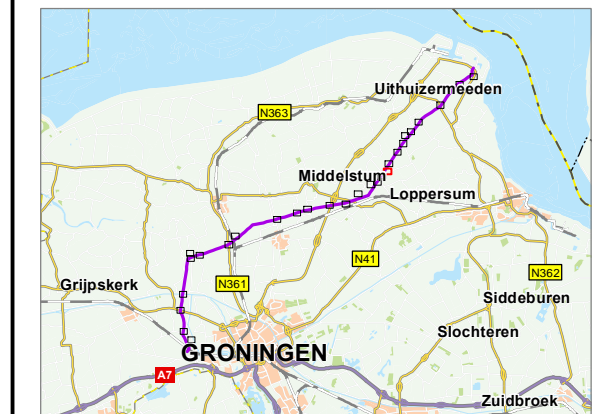 Uithuizermeeden
N363
Middelstum
Loppersum
N41
N362
Grijpskerk
N361
Siddeburen
Slochteren
GRONINGEN
A7
Zuidbroek